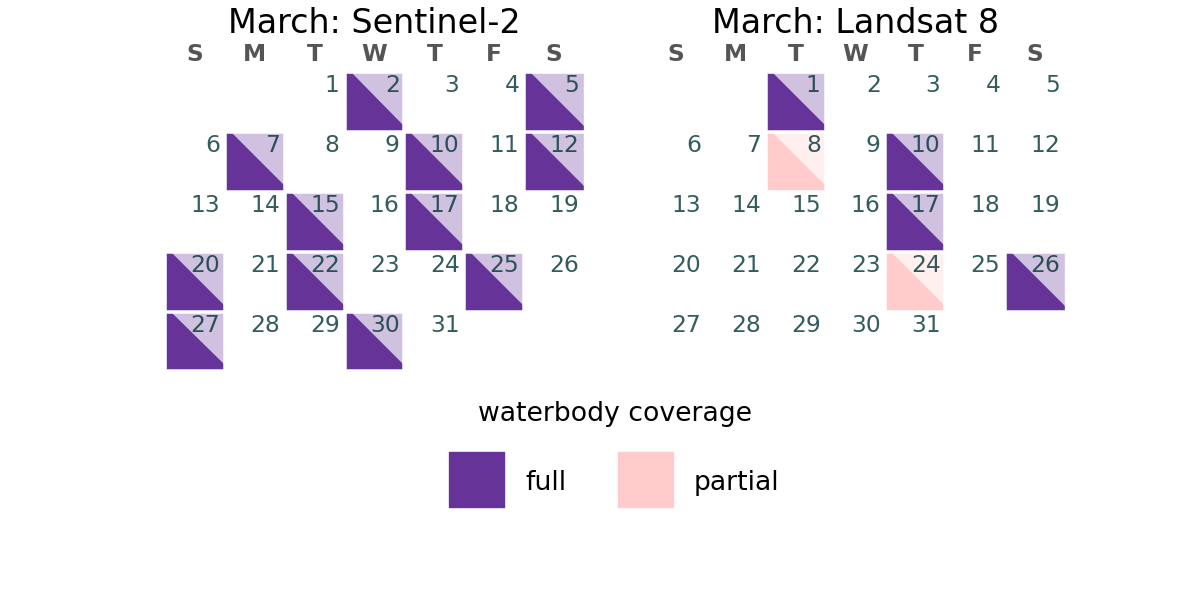 March: Sentinel-2
S M T W T F S
1 2 3 4 5
6 7 8 9 10 11 12
13 14 15 16 17 18 19
20 21 22 23 24 25 26
27 28 29 30 31
March: Landsat 8
S M T W T F S
1 2 3 4 5
6 7 8 9 10 11 12
13 14 15 16 17 18 19
20 21 22 23 24 25 26
27 28 29 30 31
waterbody coverage
full partial